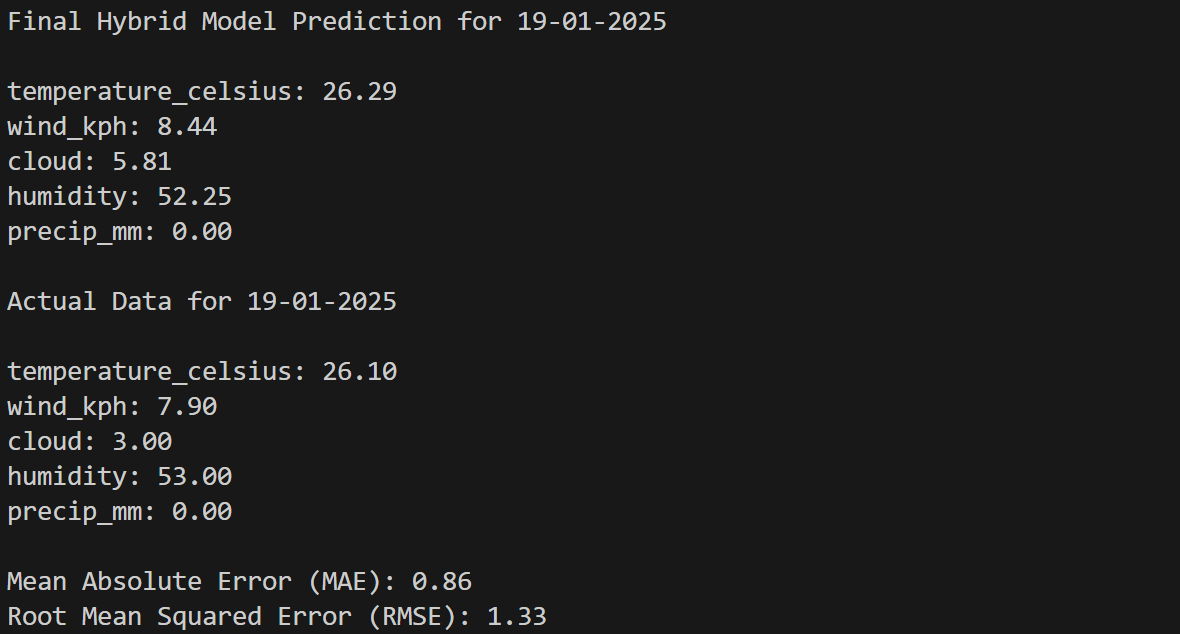 Final Hybrid Model Prediction for 19-01-2025
temperature_celsius: 26.29
wind_kph: 8.44
cloud: 5.81
humidity: 52.25
precip_mm: 0.00
Actual Data for 19-01-2025
temperature_celsius: 26.10
wind_kph: 7.90
cloud: 3.00
humidity: 53.00
precip_mm: 0.00
Mean Absolute Error (MAE): 0.86
Root Mean Squared Error (RMSE): 1.33